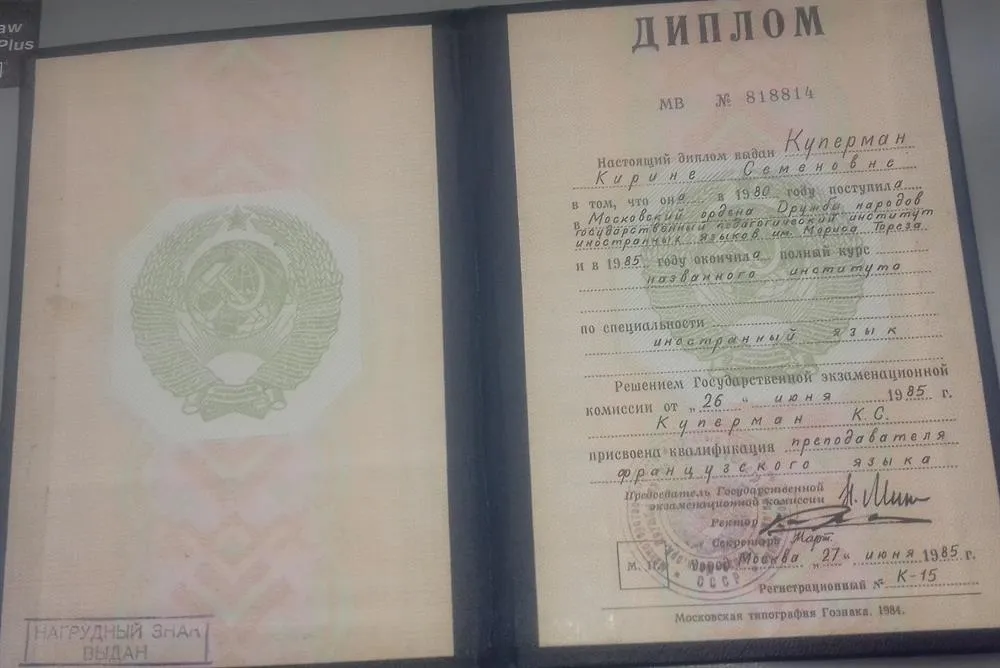 aw
Plus
НАГРУДНЫЙ ЗНАК
ВЫДАН
ДИПЛОМ
МВ № 818814
Настоящий диплом выдан Куперман
Кирине Семеновне
в том, что она в 1980 году поступила
в Московский ордена Дружбы народов
государственный педагогический институт
иностранных языков им. Мориса Тореза
и в 1985 году окончила полный курс
названного института
по специальности
иностранный язык
Решением Государственной экзаменационной
комиссии от „26“ июня 1985 г.
Куперман К.С.
присвоена квалификация преподавателя
французского языка
Председатель Государственной
экзаменационной комиссии
Ректор
Секретарь
М. П. Город Москва „27“ июня 1985 г.
СССР
Регистрационный № К-15
Московская типография Гознака. 1984.